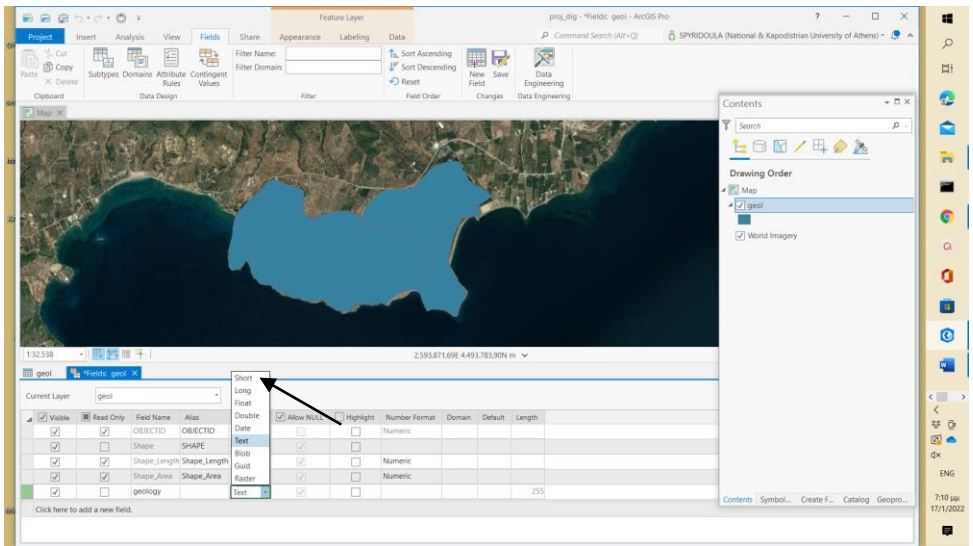 Feature Layer
proj_dig - *Fields: geol - ArcGIS Pro
Project Insert Analysis View Fields Share Appearance Labeling Data
Command Search (Alt+Q)
SPYRIDOULA (National & Kapodistrian University of Athens)
Paste
Cut
Copy
Delete
Clipboard
Subtypes
Domains
Attribute Rules
Contingent Values
Data Design
Filter Name:
Filter Domain:
Filter
Sort Ascending
Sort Descending
Reset
Field Order
New Field
Save
Changes
Data Engineering
Data Engineering
Map
Contents
Search
Drawing Order
Map
geol
World Imagery
1:32.538
2.593.871,69E 4.493.783,90N m
geol *Fields: geol
Current Layer geol
Short
Long
Float
Double
Date
Text
Blob
Guid
Raster
Visible Read Only Field Name Alias Allow NULL Highlight Number Format Domain Default Length
OBJECTID OBJECTID Numeric
Shape SHAPE
Shape_Length Shape_Length Numeric
Shape_Area Shape_Area Numeric
geology Text 255
Click here to add a new field.
Contents Symbol... Create F... Catalog Geopro...
ENG
7:10 μμ
17/1/2022